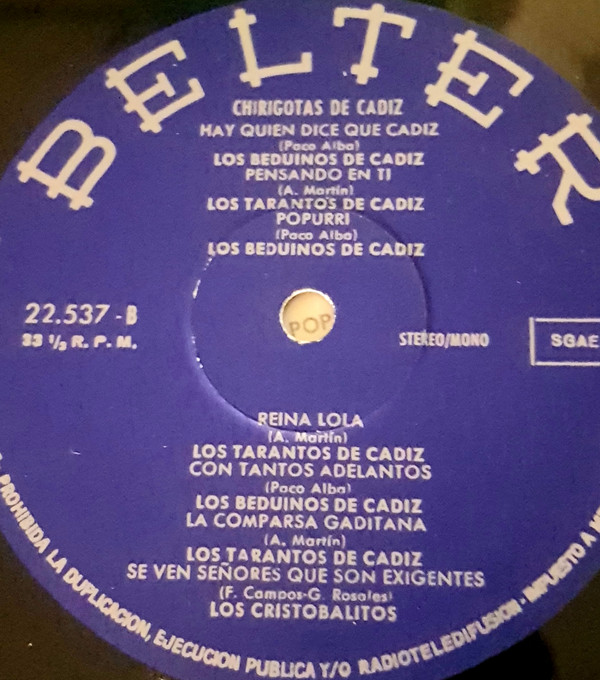 BELTER
CHIRIGOTAS DE CADIZ
HAY QUIEN DICE QUE CADIZ
(Paco Alba)
LOS BEDUINOS DE CADIZ
PENSANDO EN TI
(A. Martín)
LOS TARANTOS DE CADIZ
POPURRI
(Paco Alba)
LOS BEDUINOS DE CADIZ
22.537 - B
33 1/3 R. P. M.
POP
STEREO/MONO
SGAE
REINA LOLA
(A. Martín)
LOS TARANTOS DE CADIZ
CON TANTOS ADELANTOS
(Paco Alba)
LOS BEDUINOS DE CADIZ
LA COMPARSA GADITANA
(A. Martín)
LOS TARANTOS DE CADIZ
SE VEN SEÑORES QUE SON EXIGENTES
(F. Campos-G. Rosales)
LOS CRISTOBALITOS
PROHIBIDA LA DUPLICACION, EJECUCION PUBLICA Y/O RADIOTELEDIFUSION - IMPUESTO A